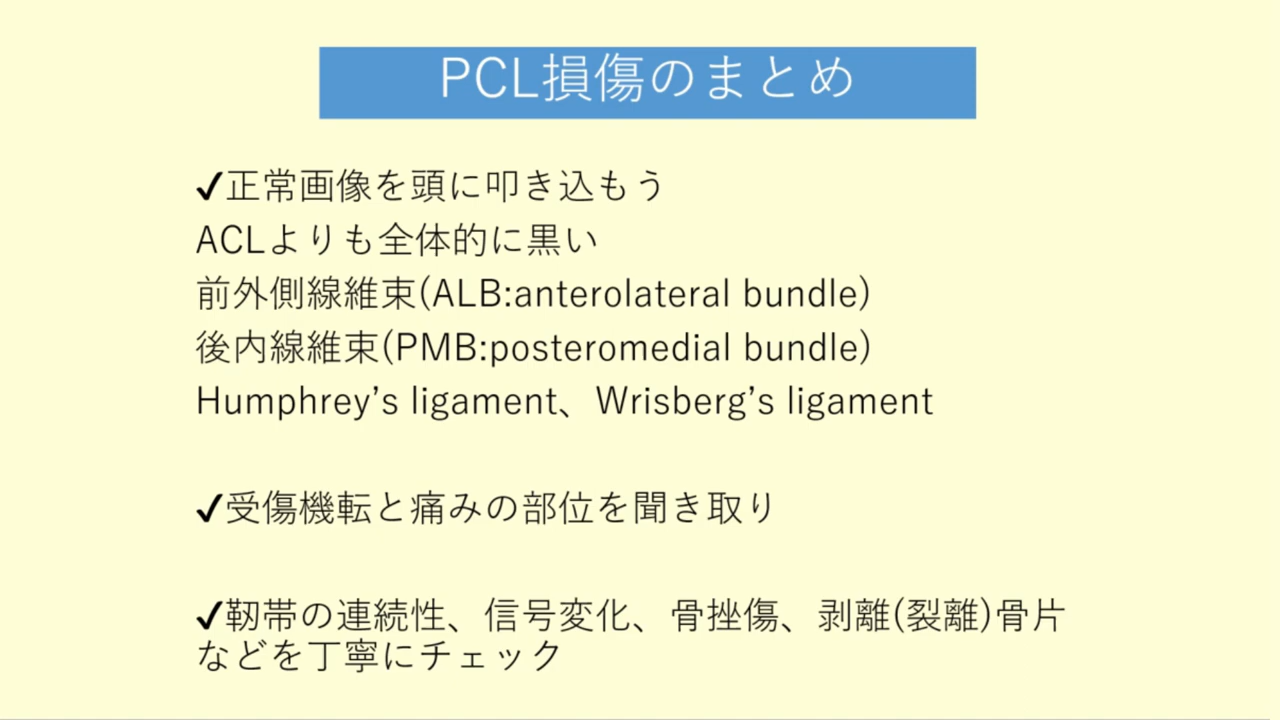 PCL損傷のまとめ
✓正常画像を頭に叩き込もう
ACLよりも全体的に黒い
前外側線維束(ALB:anterolateral bundle)
後内線維束(PMB:posteromedial bundle)
Humphrey’s ligament、Wrisberg’s ligament
✓受傷機転と痛みの部位を聞き取り
✓靭帯の連続性、信号変化、骨挫傷、剥離(裂離)骨片
などを丁寧にチェック